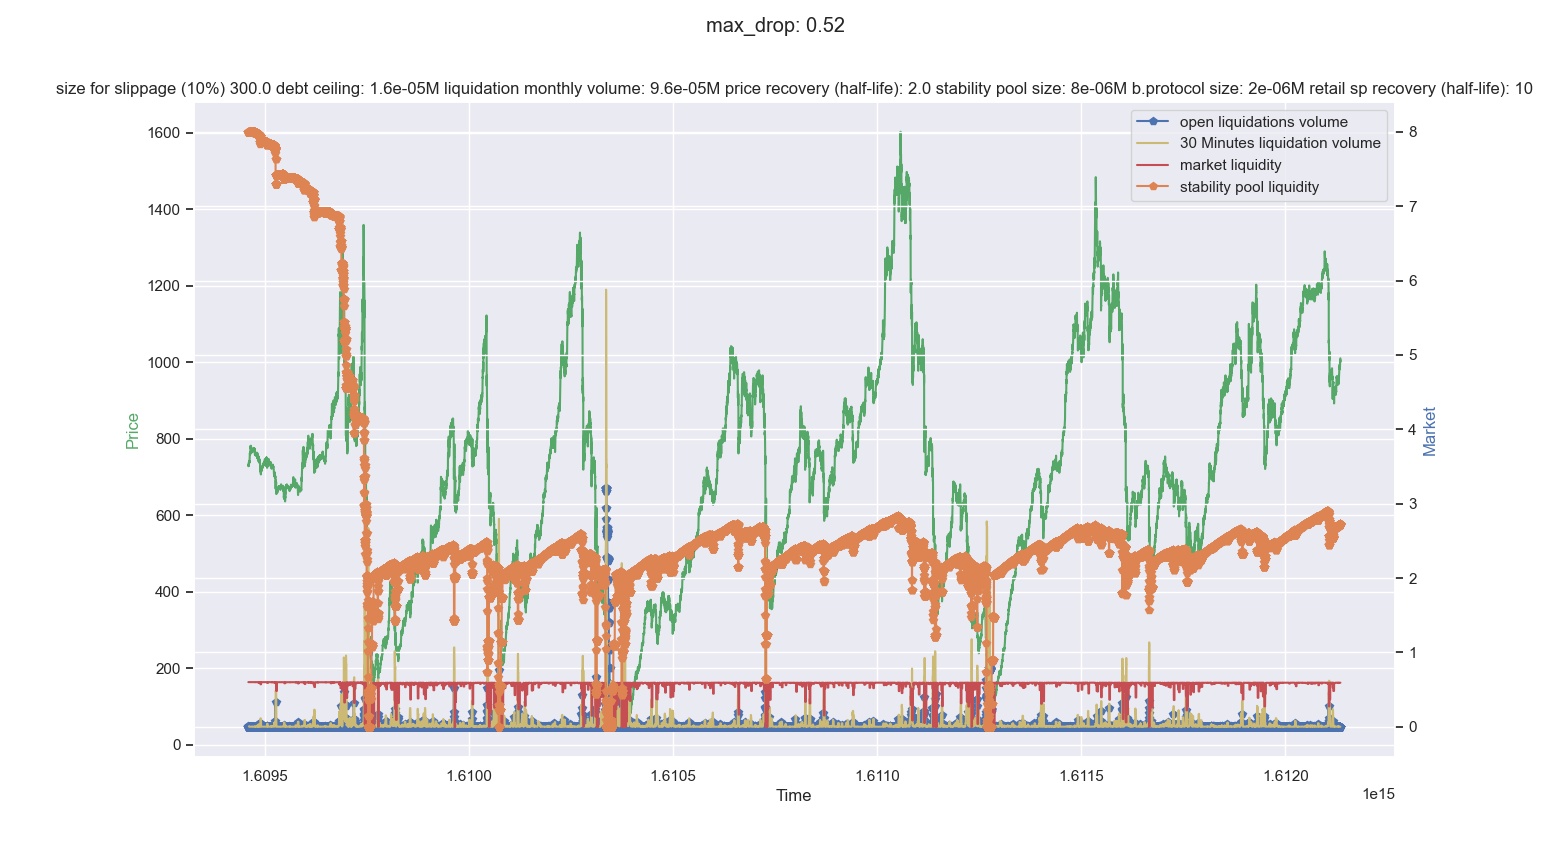 max_drop: 0.52
size for slippage (10%) 300.0 debt ceiling: 1.6e-05M liquidation monthly volume: 9.6e-05M price recovery (half-life): 2.0 stability pool size: 8e-06M b.protocol size: 2e-06M retail sp recovery (half-life): 10
open liquidations volume
30 Minutes liquidation volume
market liquidity
stability pool liquidity
1600
1400
1200
1000
800
600
400
200
0
Price
8
7
6
5
4
3
2
1
0
Market
1.6095 1.6100 1.6105 1.6110 1.6115 1.6120
1e15
Time